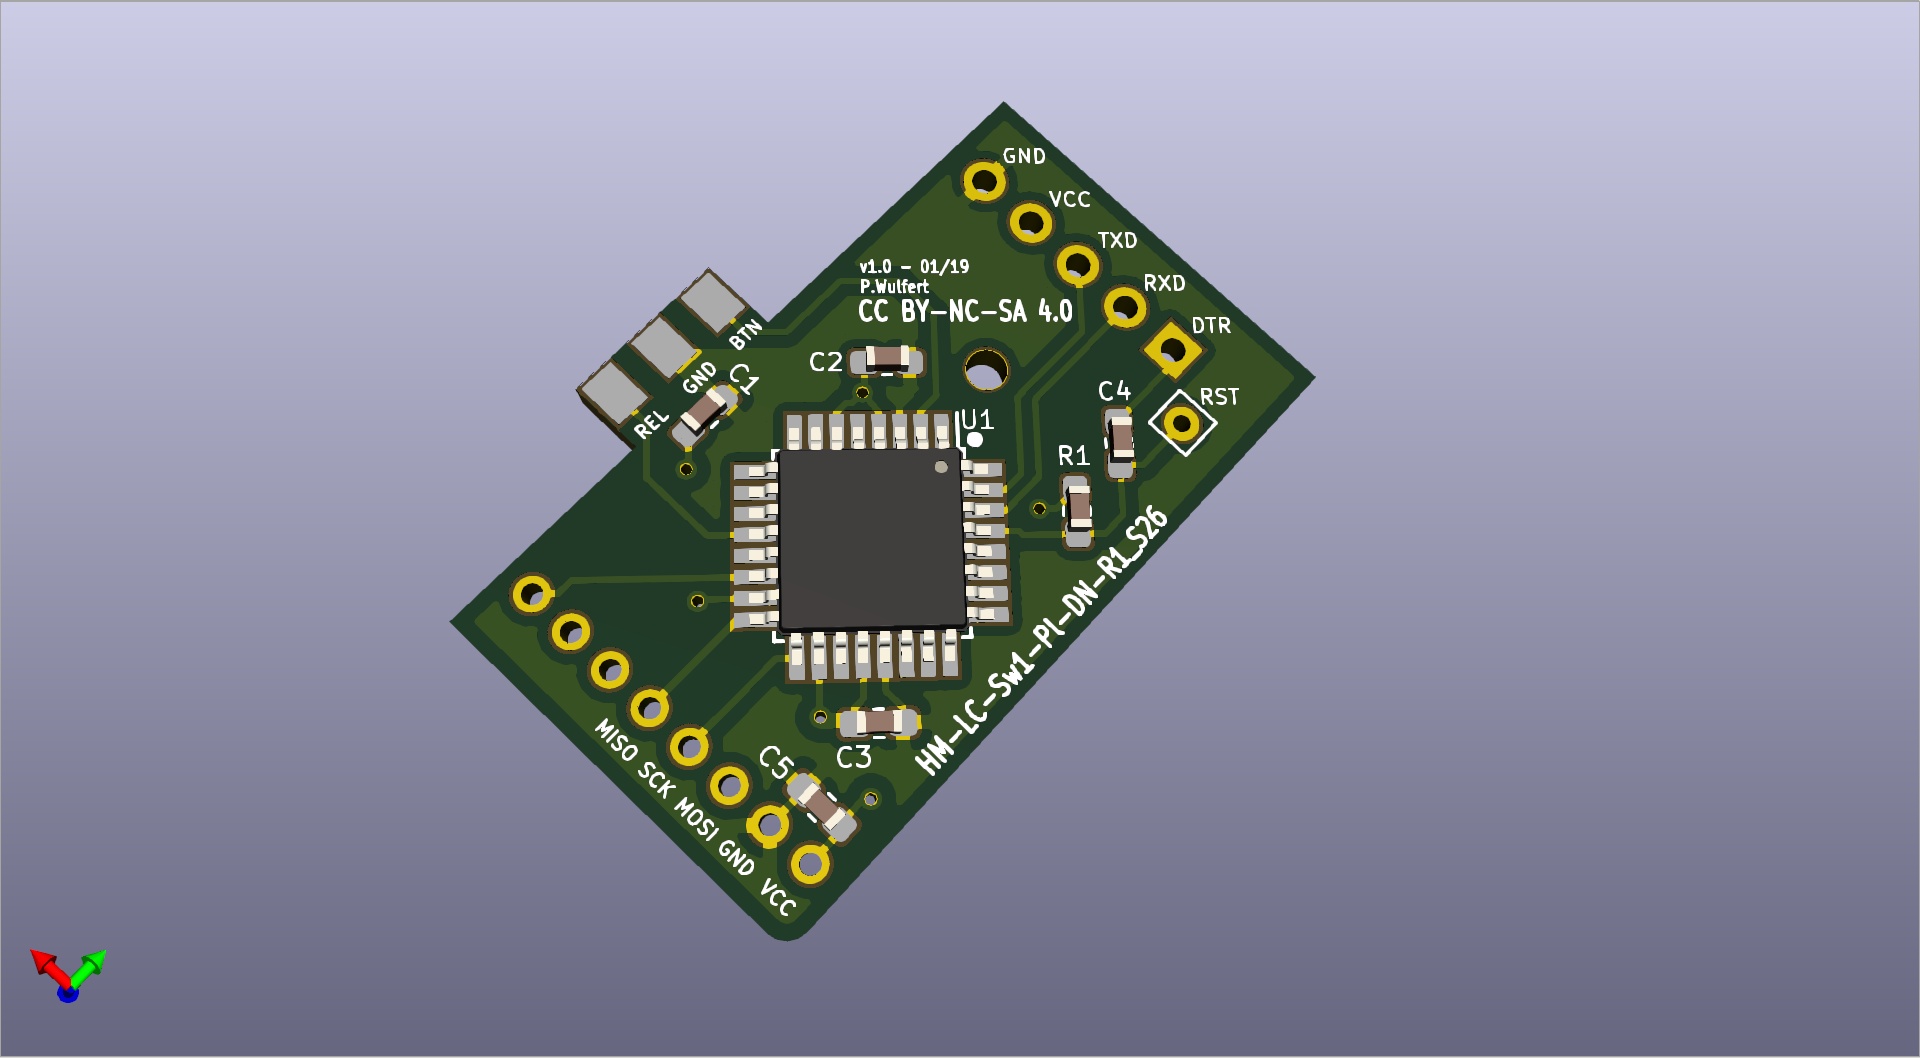 GND
VCC
TXD
RXD
DTR
RST
v1.0 - 01/19
P.Wulfert
CC BY-NC-SA 4.0
BTN
GND
REL
C1
C2
U1
C4
R1
HM-LC-Sw1-Pl-DN-R1_S26
C3
C5
MISO SCK MOSI GND VCC